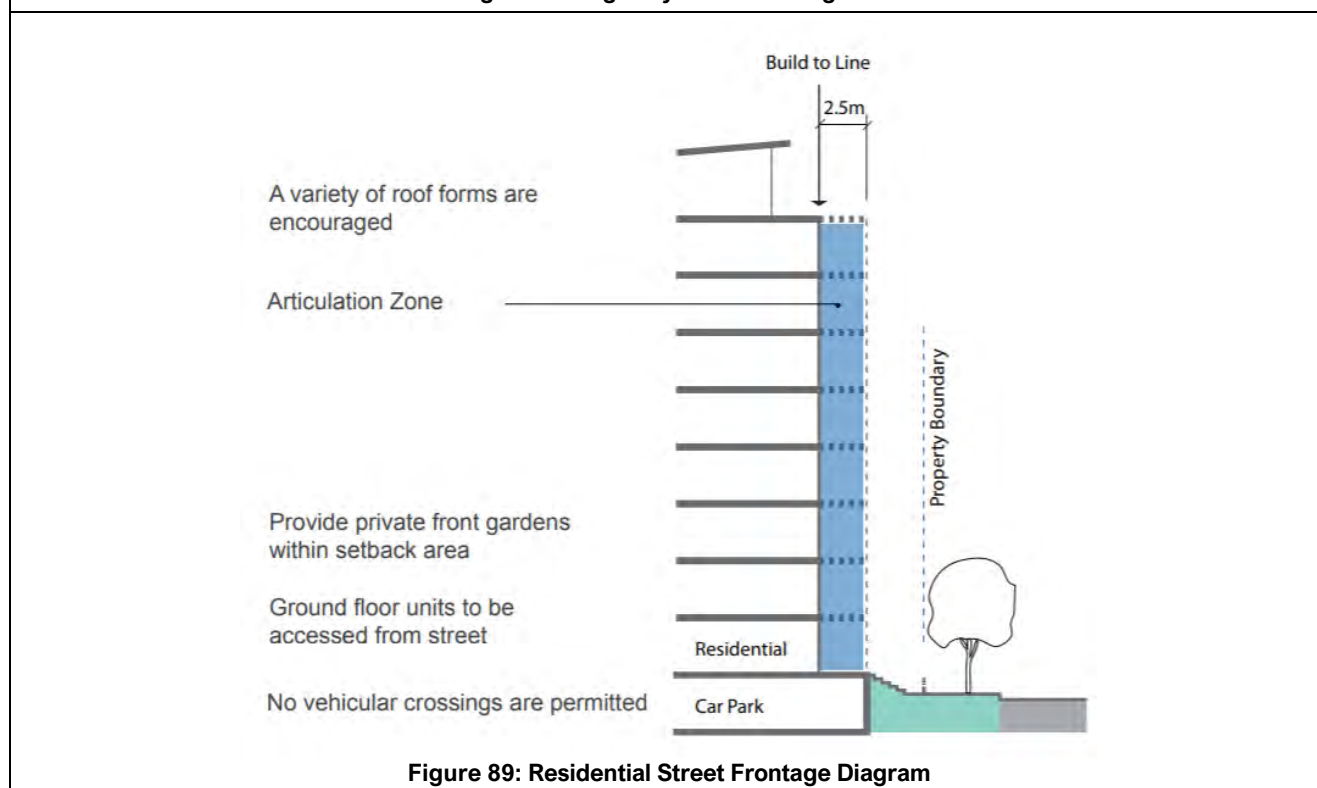 Build to Line
2.5m
A variety of roof forms are
encouraged
Articulation Zone
Property Boundary
Provide private front gardens
within setback area
Ground floor units to be
accessed from street
Residential
No vehicular crossings are permitted
Car Park
Figure 89: Residential Street Frontage Diagram